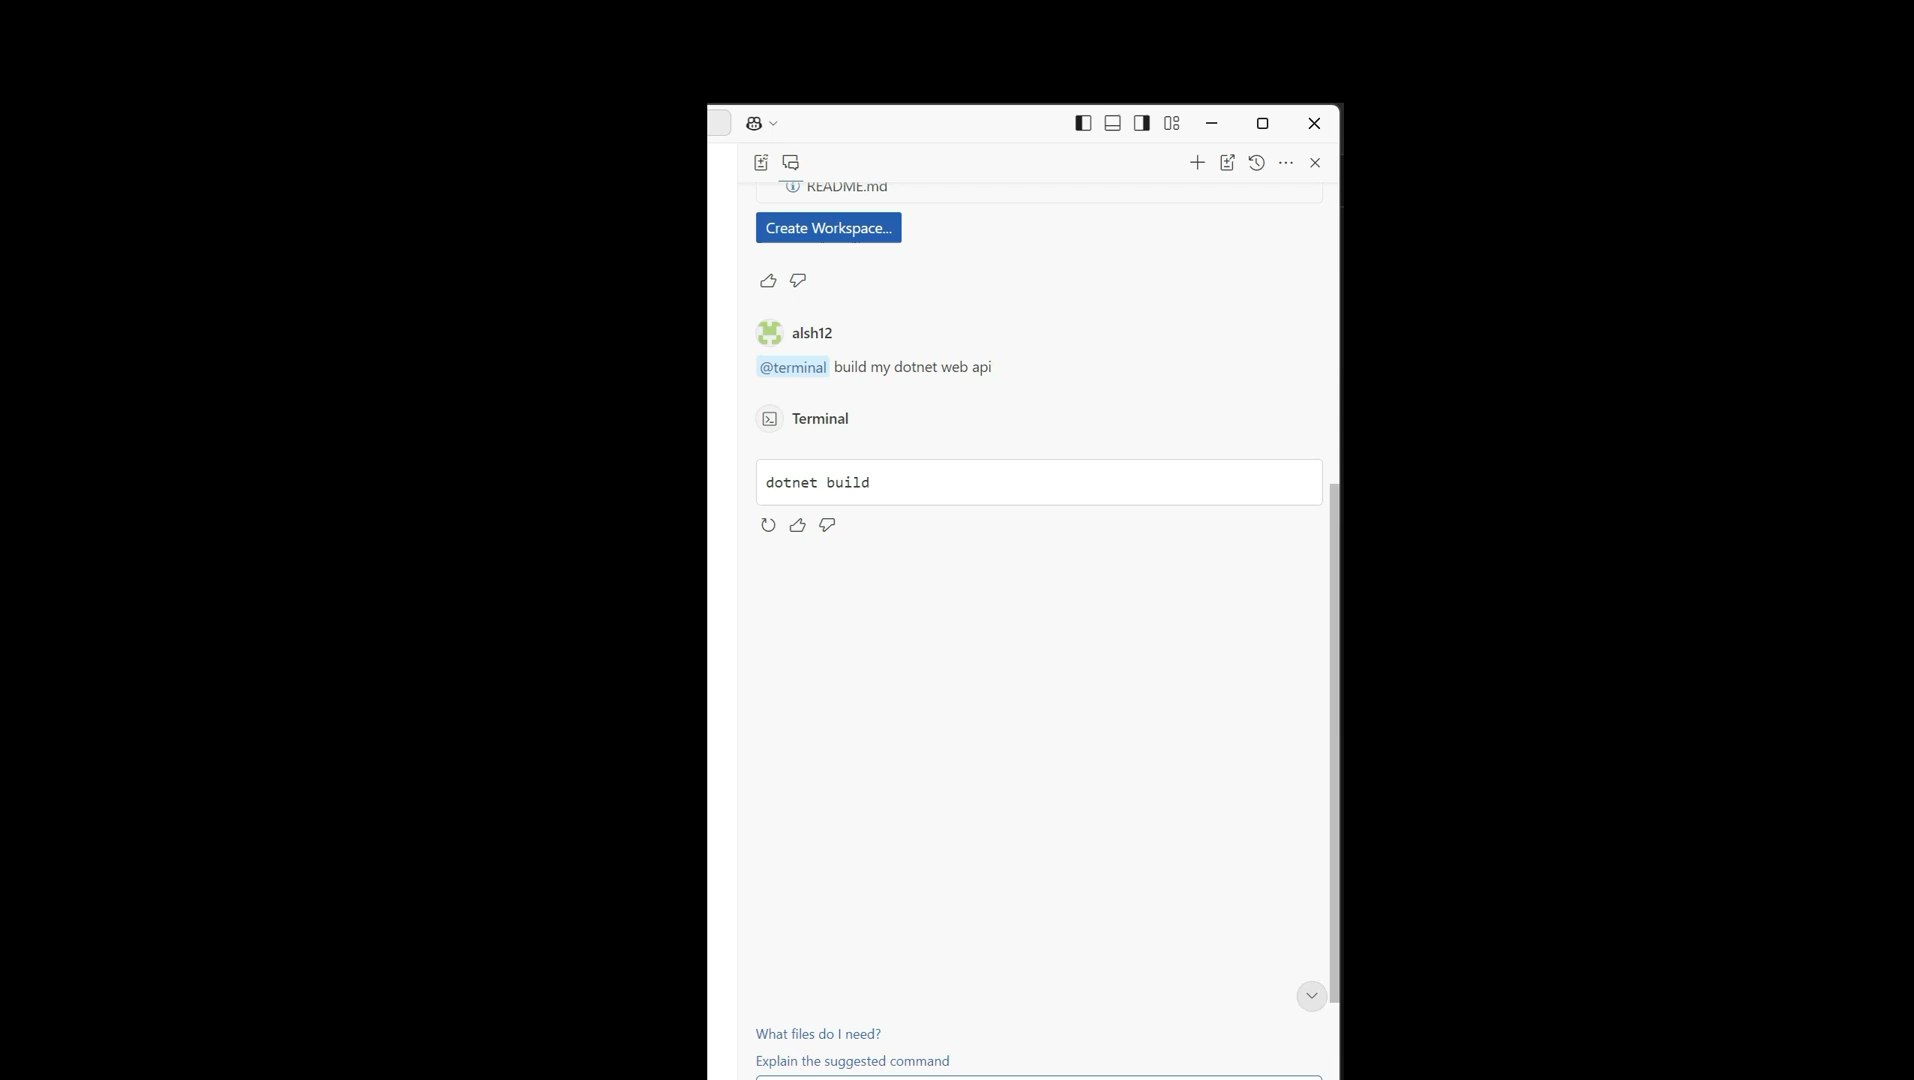 README.md
Create Workspace...
alsh12
@terminal build my dotnet web api
Terminal
dotnet build
What files do I need?
Explain the suggested command